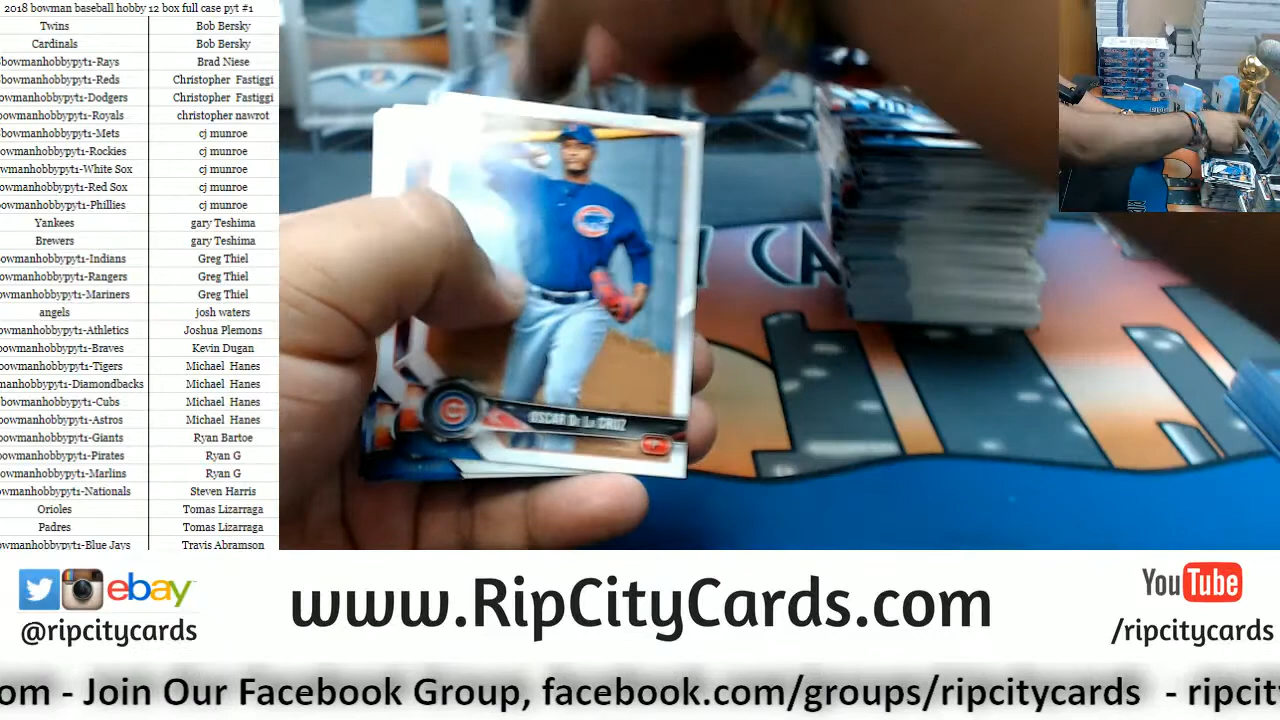 2018 bowman baseball hobby 12 box full case pyt #1
Twins Bob Bersky
Cardinals Bob Bersky
bowmanhobbypyt1-Rays Brad Niese
bowmanhobbypyt1-Reds Christopher Fastiggi
owmanhobbypyt1-Dodgers Christopher Fastiggi
owmanhobbypyt1-Royals christopher nawrot
bowmanhobbypyt1-Mets cj munroe
owmanhobbypyt1-Rockies cj munroe
wmanhobbypyt1-White Sox cj munroe
owmanhobbypyt1-Red Sox cj munroe
owmanhobbypyt1-Phillies cj munroe
Yankees gary Teshima
Brewers gary Teshima
owmanhobbypyt1-Indians Greg Thiel
owmanhobbypyt1-Rangers Greg Thiel
owmanhobbypyt1-Mariners Greg Thiel
angels josh waters
owmanhobbypyt1-Athletics Joshua Plemons
owmanhobbypyt1-Braves Kevin Dugan
owmanhobbypyt1-Tigers Michael Hanes
manhobbypyt1-Diamondbacks Michael Hanes
owmanhobbypyt1-Cubs Michael Hanes
owmanhobbypyt1-Astros Michael Hanes
owmanhobbypyt1-Giants Ryan Bartoe
owmanhobbypyt1-Pirates Ryan G
owmanhobbypyt1-Marlins Ryan G
owmanhobbypyt1-Nationals Steven Harris
Orioles Tomas Lizarraga
Padres Tomas Lizarraga
owmanhobbypyt1-Blue Jays Travis Abramson
OSCAR DE LA CRUZ
Y CA
ebay
@ripcitycards
www.RipCityCards.com
YouTube
/ripcitycards
om - Join Our Facebook Group, facebook.com/groups/ripcitycards - ripcit